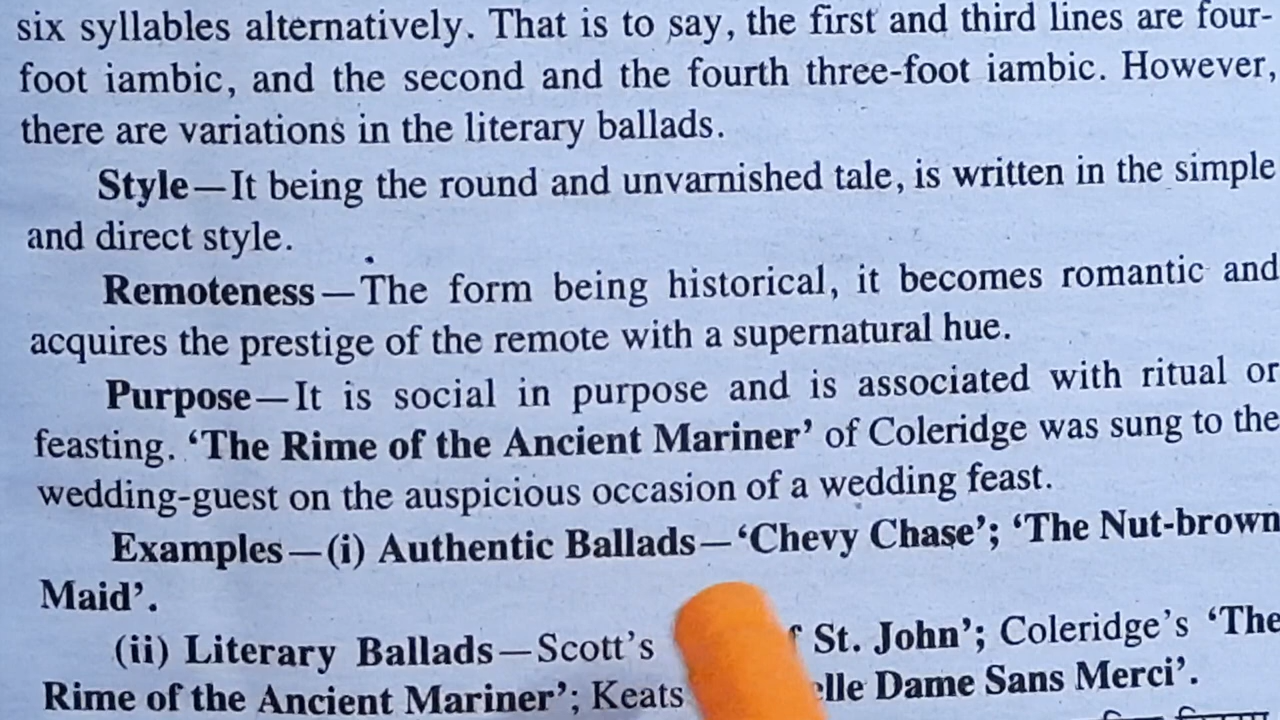 six syllables alternatively. That is to say, the first and third lines are four-
foot iambic, and the second and the fourth three-foot iambic. However,
there are variations in the literary ballads.
Style—It being the round and unvarnished tale, is written in the simple
and direct style.
Remoteness—The form being historical, it becomes romantic and
acquires the prestige of the remote with a supernatural hue.
Purpose—It is social in purpose and is associated with ritual or
feasting. ‘The Rime of the Ancient Mariner’ of Coleridge was sung to the
wedding-guest on the auspicious occasion of a wedding feast.
Examples—(i) Authentic Ballads—‘Chevy Chase’; ‘The Nut-brown
Maid’.
(ii) Literary Ballads—Scott’s St. John’; Coleridge’s ‘The
Rime of the Ancient Mariner’; Keats Dame Sans Merci’.